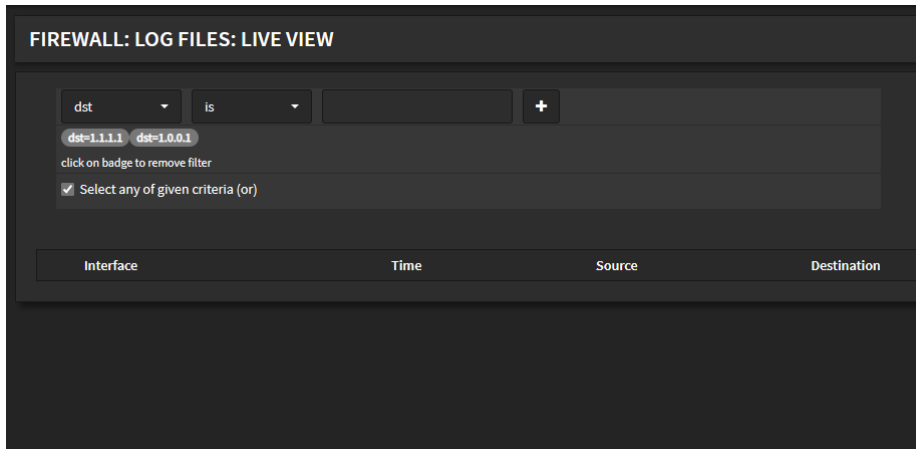 FIREWALL: LOG FILES: LIVE VIEW
dst is +
dst=1.1.1.1 dst=1.0.0.1
click on badge to remove filter
Select any of given criteria (or)
Interface Time Source Destination